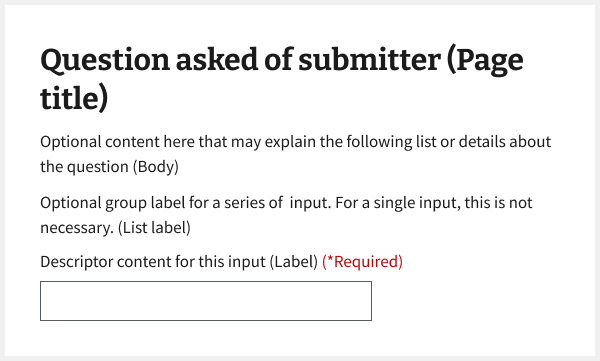 Question asked of submitter (Page
title)
Optional content here that may explain the following list or details about
the question (Body)
Optional group label for a series of  input. For a single input, this is not
necessary. (List label)
Descriptor content for this input (Label) (*Required)